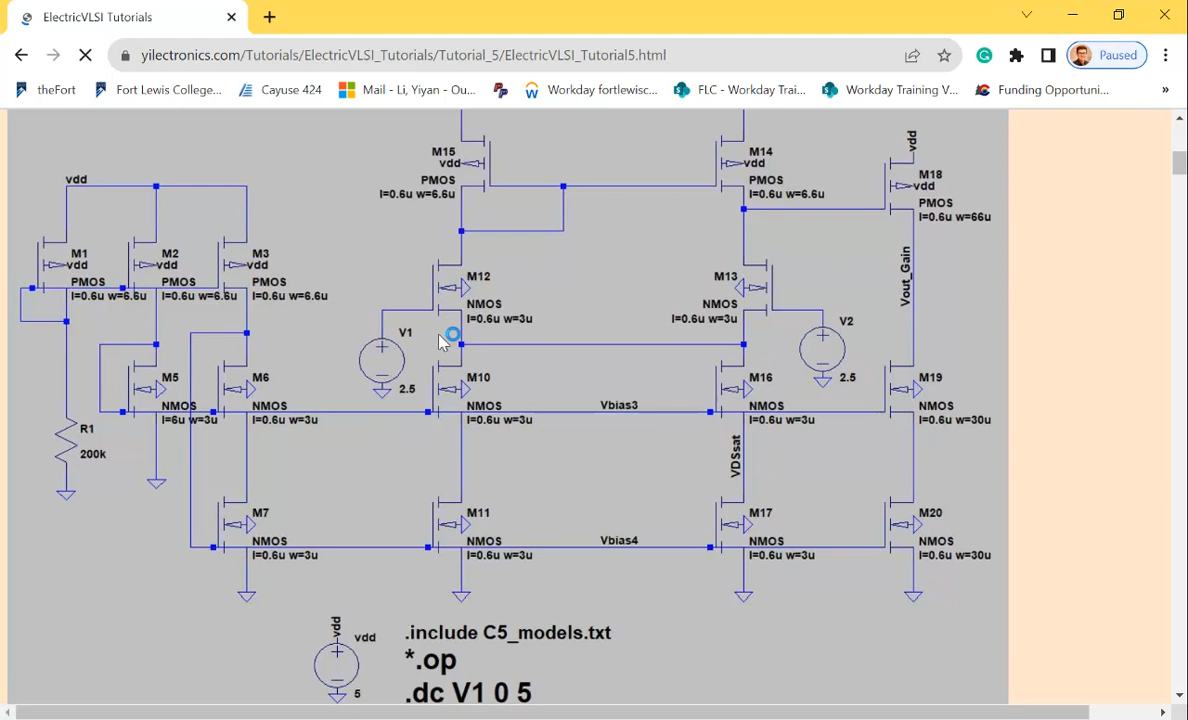 ElectricVLSI Tutorials
yilectronics.com/Tutorials/ElectricVLSI_Tutorials/Tutorial_5/ElectricVLSI_Tutorial5.html
Paused
theFort
Fort Lewis College...
Cayuse 424
Mail - Li, Yiyan - Ou...
Workday fortlewisc...
FLC - Workday Trai...
Workday Training V...
Funding Opportuni...
»
M15
vdd
PMOS
l=0.6u w=6.6u
M14
vdd
PMOS
l=0.6u w=6.6u
vdd
M18
vdd
PMOS
l=0.6u w=66u
vdd
M1
vdd
PMOS
l=0.6u w=6.6u
M2
vdd
PMOS
l=0.6u w=6.6u
M3
vdd
PMOS
l=0.6u w=6.6u
M12
NMOS
l=0.6u w=3u
M13
NMOS
l=0.6u w=3u
Vout_Gain
V1
+
−
2.5
V2
+
−
2.5
M5
NMOS
l=6u w=3u
M6
NMOS
l=0.6u w=3u
M10
NMOS
l=0.6u w=3u
Vbias3
M16
NMOS
l=0.6u w=3u
M19
NMOS
l=0.6u w=30u
R1
200k
VDSsat
M7
NMOS
l=0.6u w=3u
M11
NMOS
l=0.6u w=3u
Vbias4
M17
NMOS
l=0.6u w=3u
M20
NMOS
l=0.6u w=30u
vdd
vdd
+
−
5
.include C5_models.txt
*.op
.dc V1 0 5